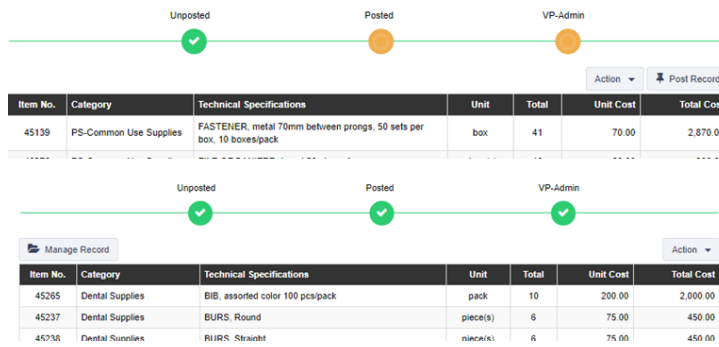 Unposted Posted VP-Admin
Action Post Record
Item No. Category Technical Specifications Unit Total Unit Cost Total Cos
45139 PS-Common Use Supplies FASTENER, metal 70mm between prongs, 50 sets per box 41 70.00 2,870.0
box, 10 boxes/pack
Unposted Posted VP-Admin
Manage Record Action
Item No. Category Technical Specifications Unit Total Unit Cost Total Cost
45265 Dental Supplies BIB, assorted color 100 pcs/pack pack 10 200.00 2,000.00
45237 Dental Supplies BURS, Round piece(s) 6 75.00 450.00
45238 Dental Supplies BURS, Straight piece(s) 6 75.00 450.00